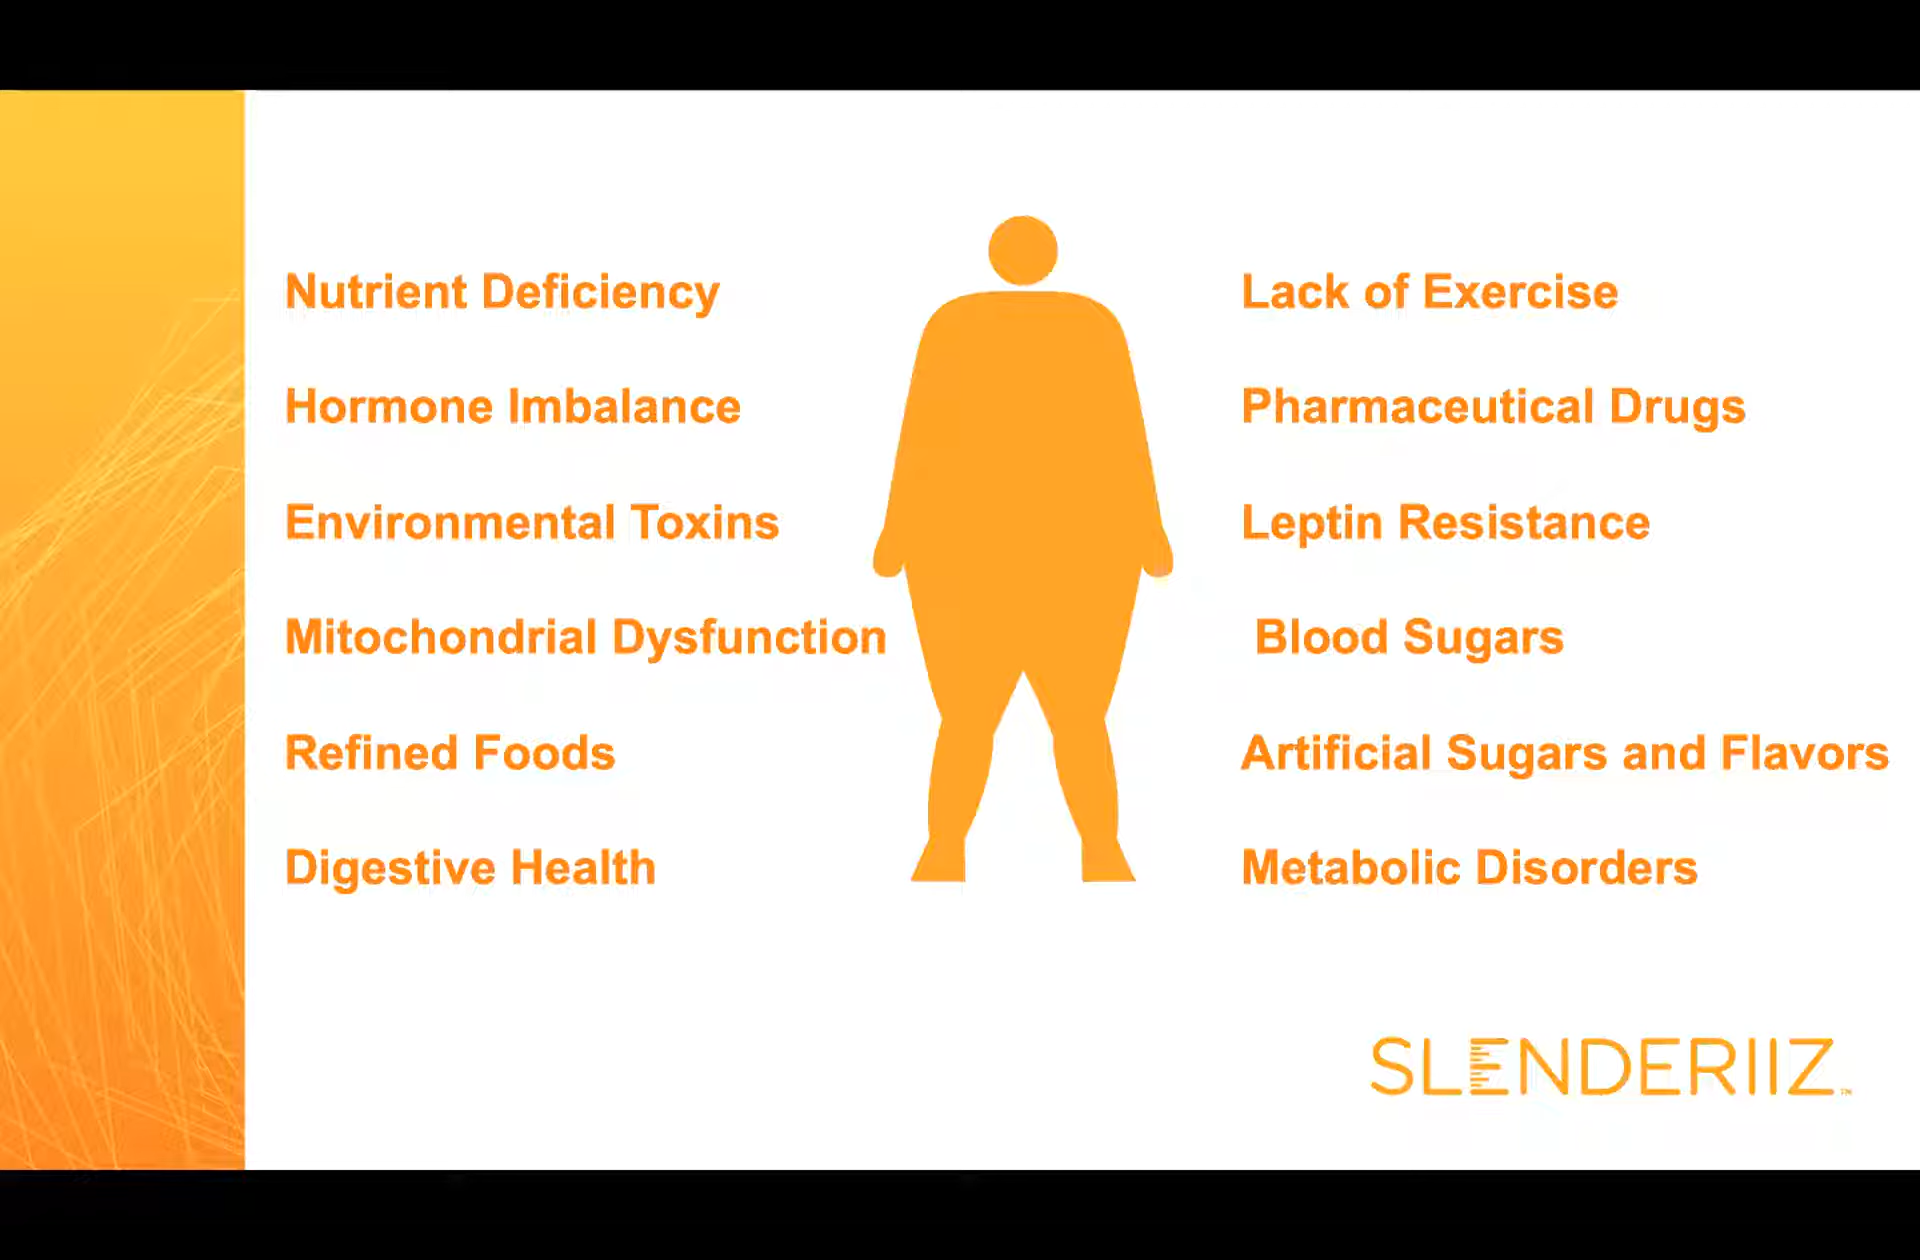 Nutrient Deficiency
Hormone Imbalance
Environmental Toxins
Mitochondrial Dysfunction
Refined Foods
Digestive Health
Lack of Exercise
Pharmaceutical Drugs
Leptin Resistance
Blood Sugars
Artificial Sugars and Flavors
Metabolic Disorders
SLENDERIIZ™